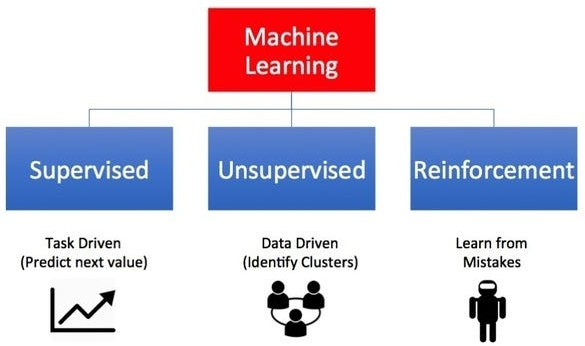 Machine
Learning
Supervised
Unsupervised
Reinforcement
Task Driven
(Predict next value)
Data Driven
(Identify Clusters)
Learn from
Mistakes